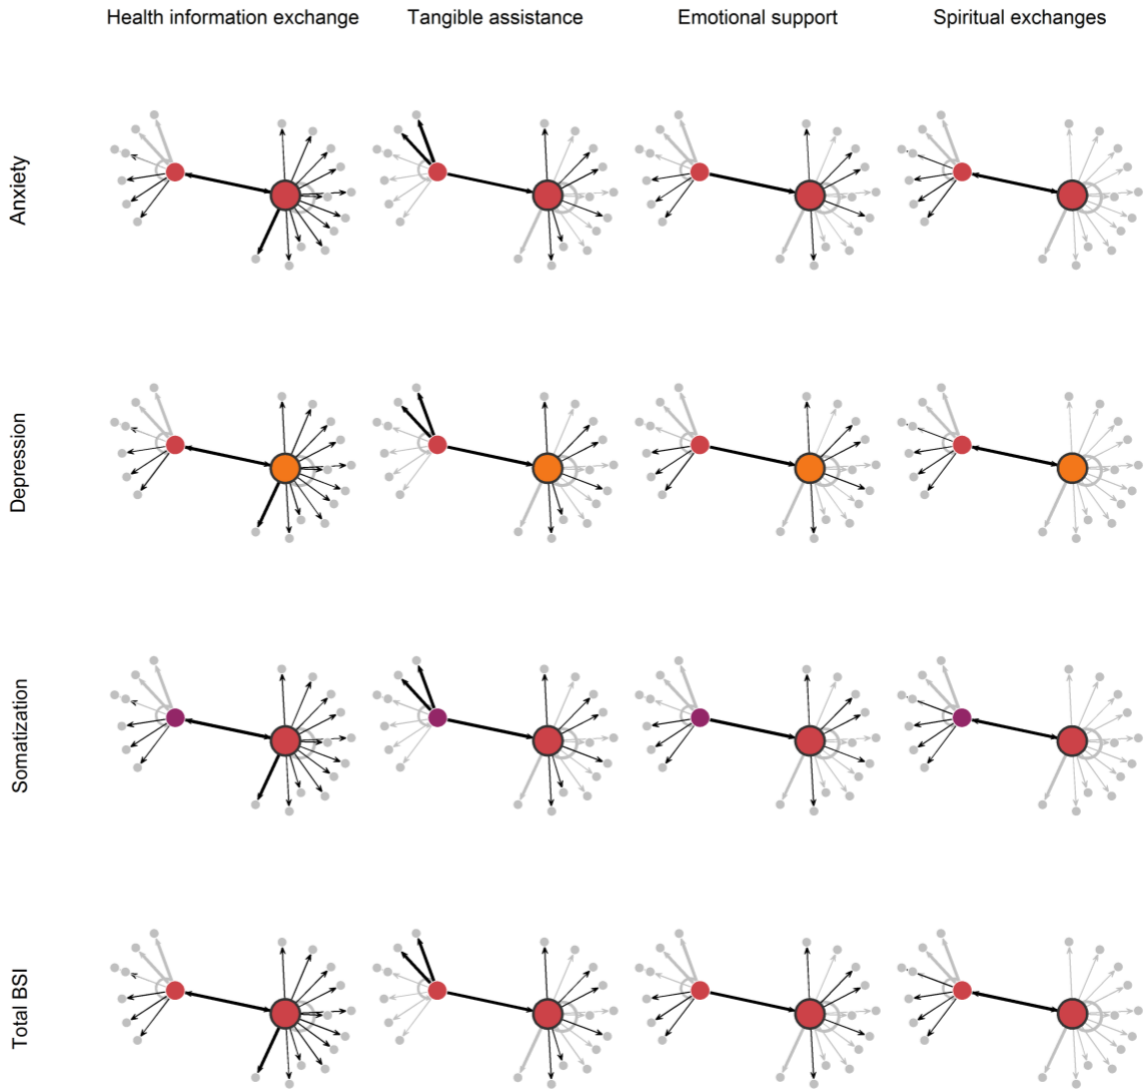 Health information exchange
Tangible assistance
Emotional support
Spiritual exchanges
Anxiety
Depression
Somatization
Total BSI